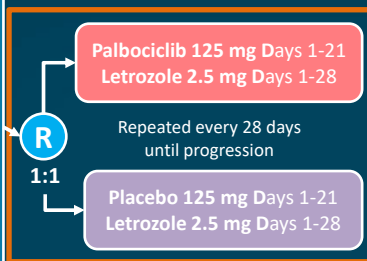 Palbociclib 125 mg Days 1-21
Letrozole 2.5 mg Days 1-28
R
1:1
Repeated every 28 days
until progression
Placebo 125 mg Days 1-21
Letrozole 2.5 mg Days 1-28